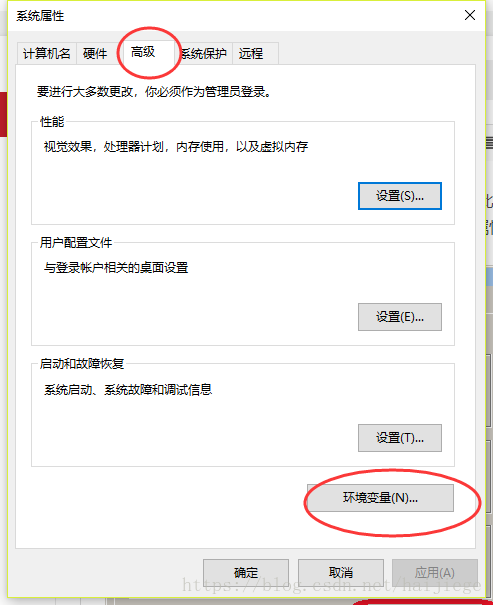 系统属性
计算机名 硬件 高级 系统保护 远程
要进行大多数更改，你必须作为管理员登录。
性能
视觉效果，处理器计划，内存使用，以及虚拟内存
设置(S)...
用户配置文件
与登录帐户相关的桌面设置
设置(E)...
启动和故障恢复
系统启动、系统故障和调试信息
设置(T)...
环境变量(N)...
确定 取消 应用(A)
https://blog.csdn.net/haijiege